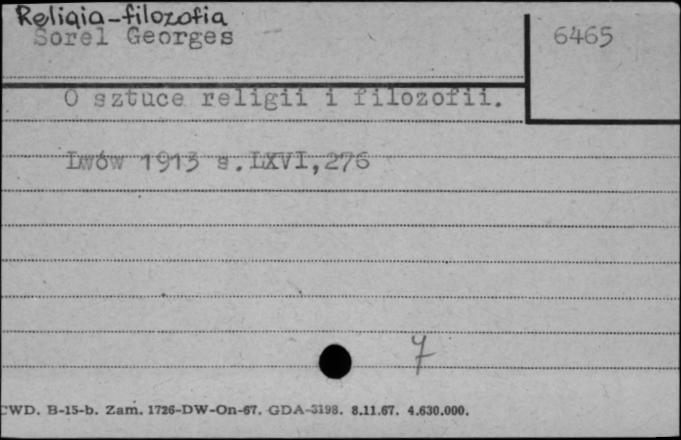 Religia-filozofia
Sorel Georges
6465
O sztuce religii i filozofii.
Lwów 1913 s.LXVI,276
7
CWD. B-15-b. Zam. 1726-DW-On-67. GDA-3198. 8.11.67. 4.630.000.